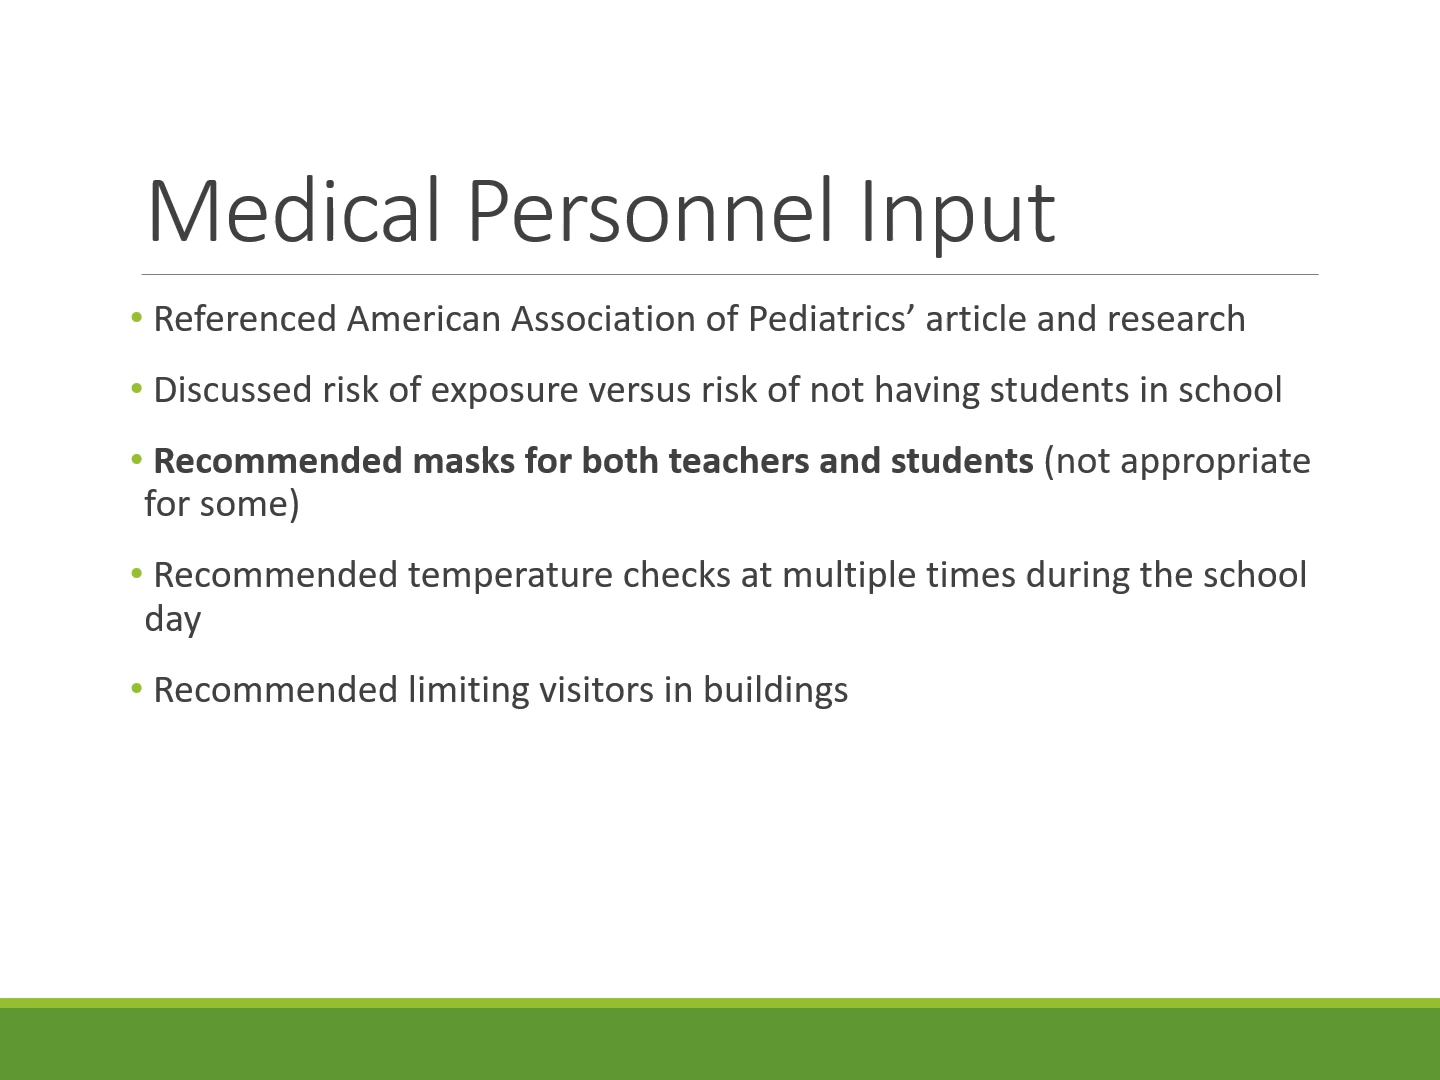 Medical Personnel Input
• Referenced American Association of Pediatrics’ article and research
• Discussed risk of exposure versus risk of not having students in school
• Recommended masks for both teachers and students (not appropriate
for some)
• Recommended temperature checks at multiple times during the school
day
• Recommended limiting visitors in buildings